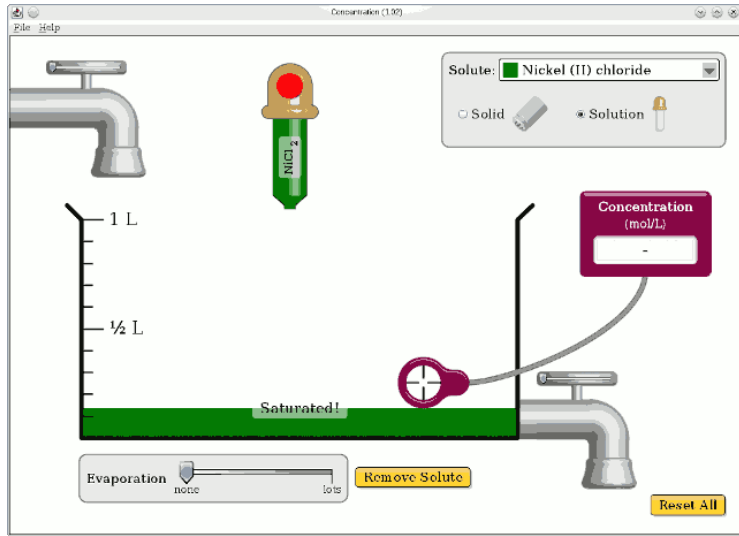 Concentration (1.02)
File Help
Solute: Nickel (II) chloride
Solid
Solution
NiCl2
Concentration
(mol/L)
-
1 L
½ L
Saturated!
Evaporation
none
lots
Remove Solute
Reset All